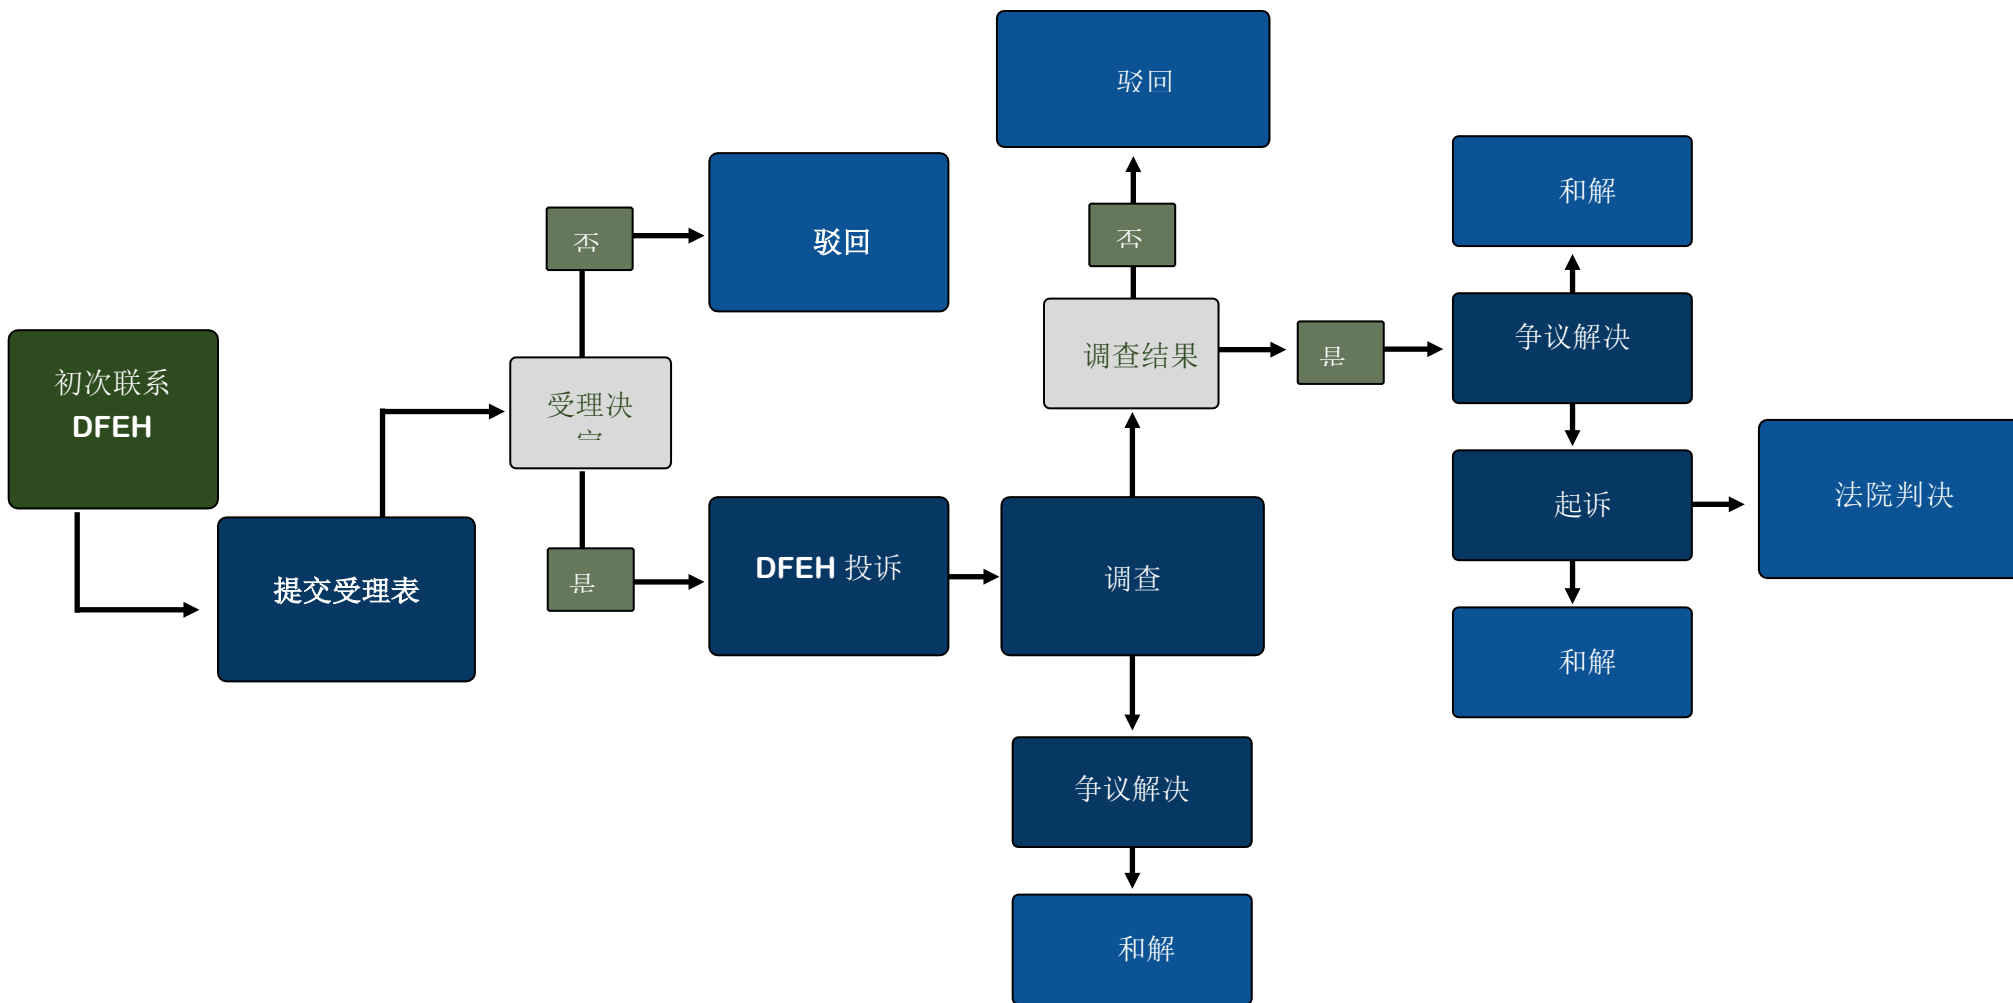 驳回
和解
否
驳回
否
初次联系
DFEH
受理决
定
调查结果
是
争议解决
提交受理表
是
DFEH 投诉
调查
起诉
法院判决
和解
争议解决
和解